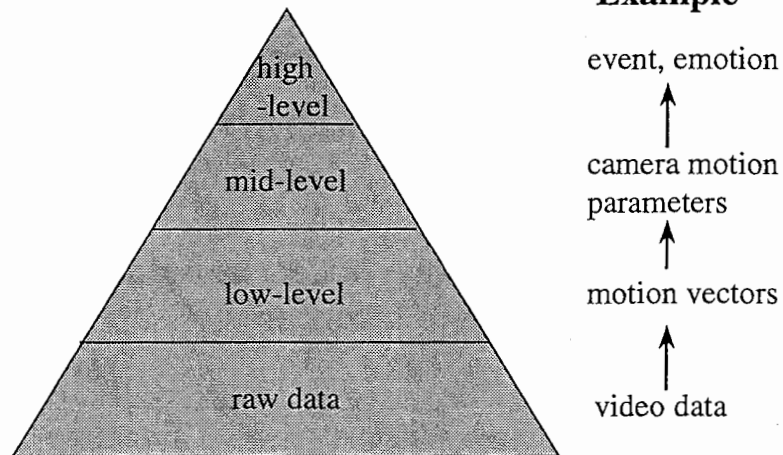 Example
high
-level
event, emotion
mid-level
camera motion
parameters
low-level
motion vectors
raw data
video data